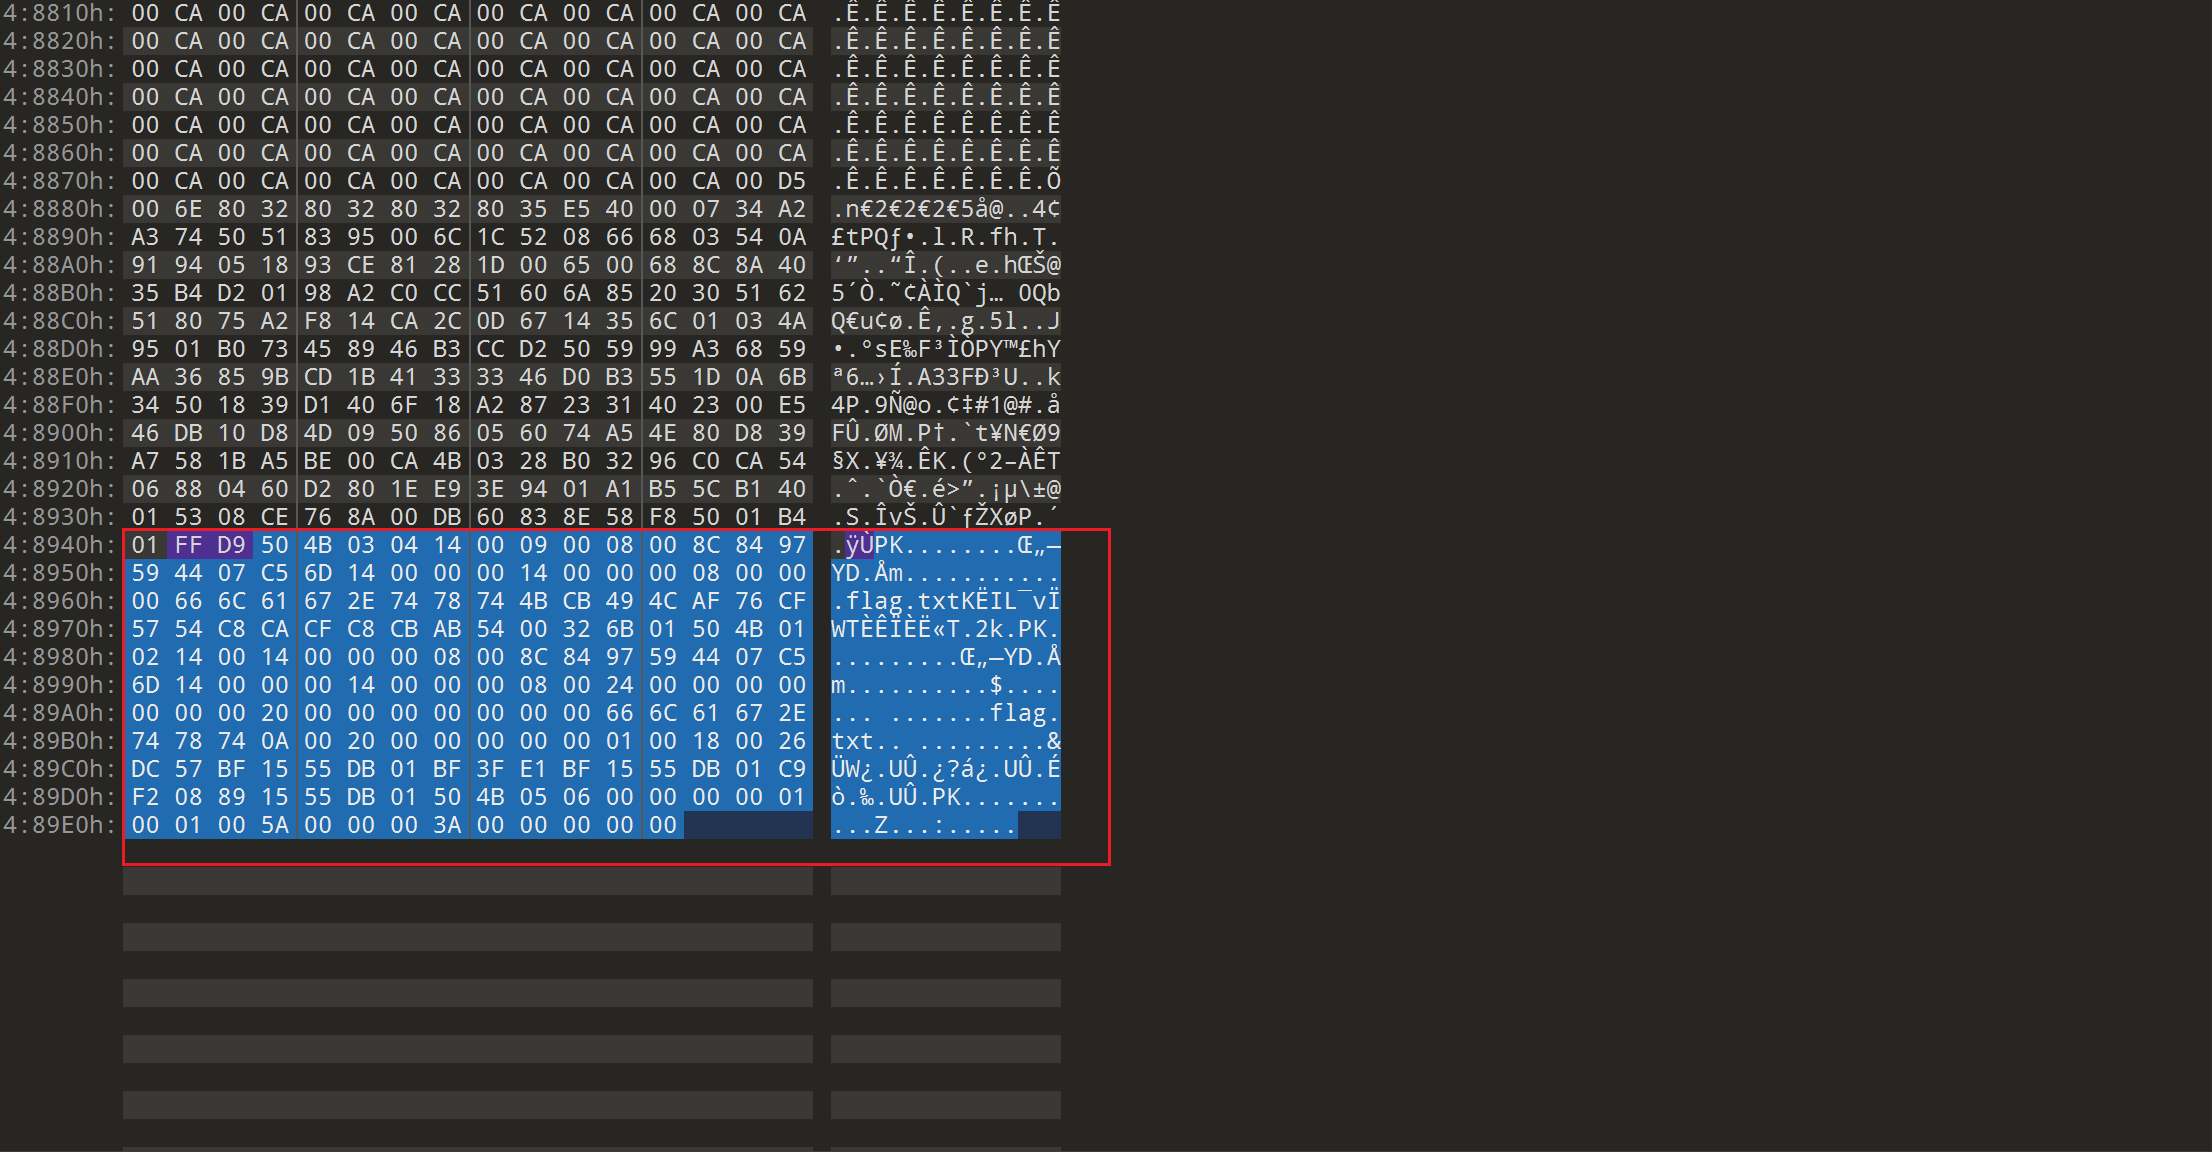 4:8810h: 00 CA 00 CA 00 CA 00 CA 00 CA 00 CA 00 CA 00 CA .Ê.Ê.Ê.Ê.Ê.Ê.Ê.Ê
4:8820h: 00 CA 00 CA 00 CA 00 CA 00 CA 00 CA 00 CA 00 CA .Ê.Ê.Ê.Ê.Ê.Ê.Ê.Ê
4:8830h: 00 CA 00 CA 00 CA 00 CA 00 CA 00 CA 00 CA 00 CA .Ê.Ê.Ê.Ê.Ê.Ê.Ê.Ê
4:8840h: 00 CA 00 CA 00 CA 00 CA 00 CA 00 CA 00 CA 00 CA .Ê.Ê.Ê.Ê.Ê.Ê.Ê.Ê
4:8850h: 00 CA 00 CA 00 CA 00 CA 00 CA 00 CA 00 CA 00 CA .Ê.Ê.Ê.Ê.Ê.Ê.Ê.Ê
4:8860h: 00 CA 00 CA 00 CA 00 CA 00 CA 00 CA 00 CA 00 CA .Ê.Ê.Ê.Ê.Ê.Ê.Ê.Ê
4:8870h: 00 CA 00 CA 00 CA 00 CA 00 CA 00 CA 00 CA 00 D5 .Ê.Ê.Ê.Ê.Ê.Ê.Ê.Õ
4:8880h: 00 6E 80 32 80 32 80 32 80 35 E5 40 00 07 34 A2 .n€2€2€2€5å@..4¢
4:8890h: A3 74 50 51 83 95 00 6C 1C 52 08 66 68 03 54 0A £tPQƒ•.l.R.fh.T.
4:88A0h: 91 94 05 18 93 CE 81 28 1D 00 65 00 68 8C 8A 40 ‘”..“Î.(..e.hŒŠ@
4:88B0h: 35 B4 D2 01 98 A2 C0 CC 51 60 6A 85 20 30 51 62 5´Ò.˜¢ÀÌQ`j… 0Qb
4:88C0h: 51 80 75 A2 F8 14 CA 2C 0D 67 14 35 6C 01 03 4A Q€u¢ø.Ê,.g.5l..J
4:88D0h: 95 01 B0 73 45 89 46 B3 CC D2 50 59 99 A3 68 59 •.°sE‰F³ÌÒPY™£hY
4:88E0h: AA 36 85 9B CD 1B 41 33 33 46 D0 B3 55 1D 0A 6B ª6…›Í.A33FÐ³U..k
4:88F0h: 34 50 18 39 D1 40 6F 18 A2 87 23 31 40 23 00 E5 4P.9Ñ@o.¢‡#1@#.å
4:8900h: 46 DB 10 D8 4D 09 50 86 05 60 74 A5 4E 80 D8 39 FÛ.ØM.P†.`t¥N€Ø9
4:8910h: A7 58 1B A5 BE 00 CA 4B 03 28 B0 32 96 C0 CA 54 §X.¥¾.ÊK.(°2–ÀÊT
4:8920h: 06 88 04 60 D2 80 1E E9 3E 94 01 A1 B5 5C B1 40 .ˆ.`Ò€.é>”.¡µ\±@
4:8930h: 01 53 08 CE 76 8A 00 DB 60 83 8E 58 F8 50 01 B4 .S.ÎvŠ.Û`ƒŽXøP.´
4:8940h: 01 FF D9 50 4B 03 04 14 00 09 00 08 00 8C 84 97 .ÿÙPK........Œ„—
4:8950h: 59 44 07 C5 6D 14 00 00 00 14 00 00 00 08 00 00 YD.Åm...........
4:8960h: 00 66 6C 61 67 2E 74 78 74 4B CB 49 4C AF 76 CF .flag.txtKËIL¯vÏ
4:8970h: 57 54 C8 CA CF C8 CB AB 54 00 32 6B 01 50 4B 01 WTÈÊÏÈË«T.2k.PK.
4:8980h: 02 14 00 14 00 00 00 08 00 8C 84 97 59 44 07 C5 .........Œ„—YD.Å
4:8990h: 6D 14 00 00 00 14 00 00 00 08 00 24 00 00 00 00 m..........$....
4:89A0h: 00 00 00 20 00 00 00 00 00 00 00 66 6C 61 67 2E ... .......flag.
4:89B0h: 74 78 74 0A 00 20 00 00 00 00 00 01 00 18 00 26 txt.. .........&
4:89C0h: DC 57 BF 15 55 DB 01 BF 3F E1 BF 15 55 DB 01 C9 ÜW¿.UÛ.¿?á¿.UÛ.É
4:89D0h: F2 08 89 15 55 DB 01 50 4B 05 06 00 00 00 00 01 ò.‰.UÛ.PK.......
4:89E0h: 00 01 00 5A 00 00 00 3A 00 00 00 00 00 ...Z...:.....